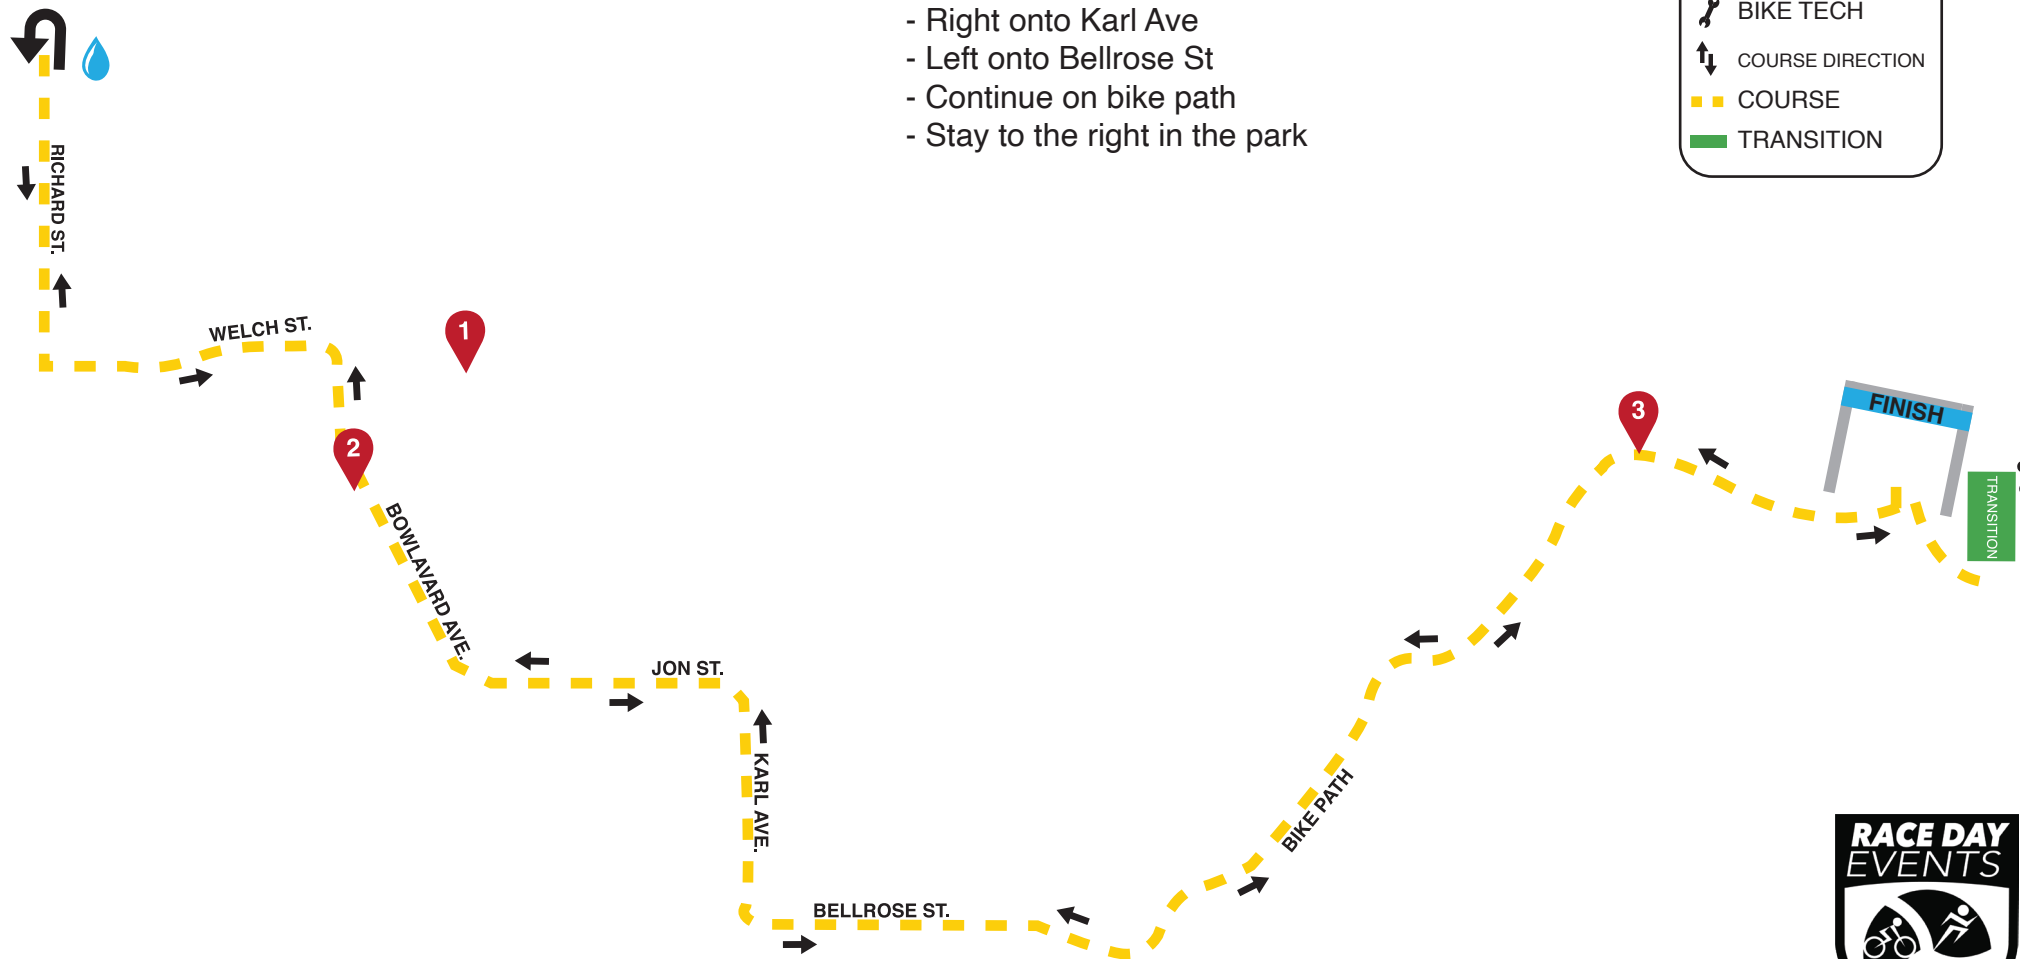 - Right onto Karl Ave
- Left onto Bellrose St
- Continue on bike path
- Stay to the right in the park
BIKE TECH
COURSE DIRECTION
COURSE
TRANSITION
RICHARD ST.
WELCH ST.
1
2
3
FINISH
TRANSITION
BOWLAVARD AVE.
JON ST.
KARL AVE.
BIKE PATH
BELLROSE ST.
RACE DAY
EVENTS